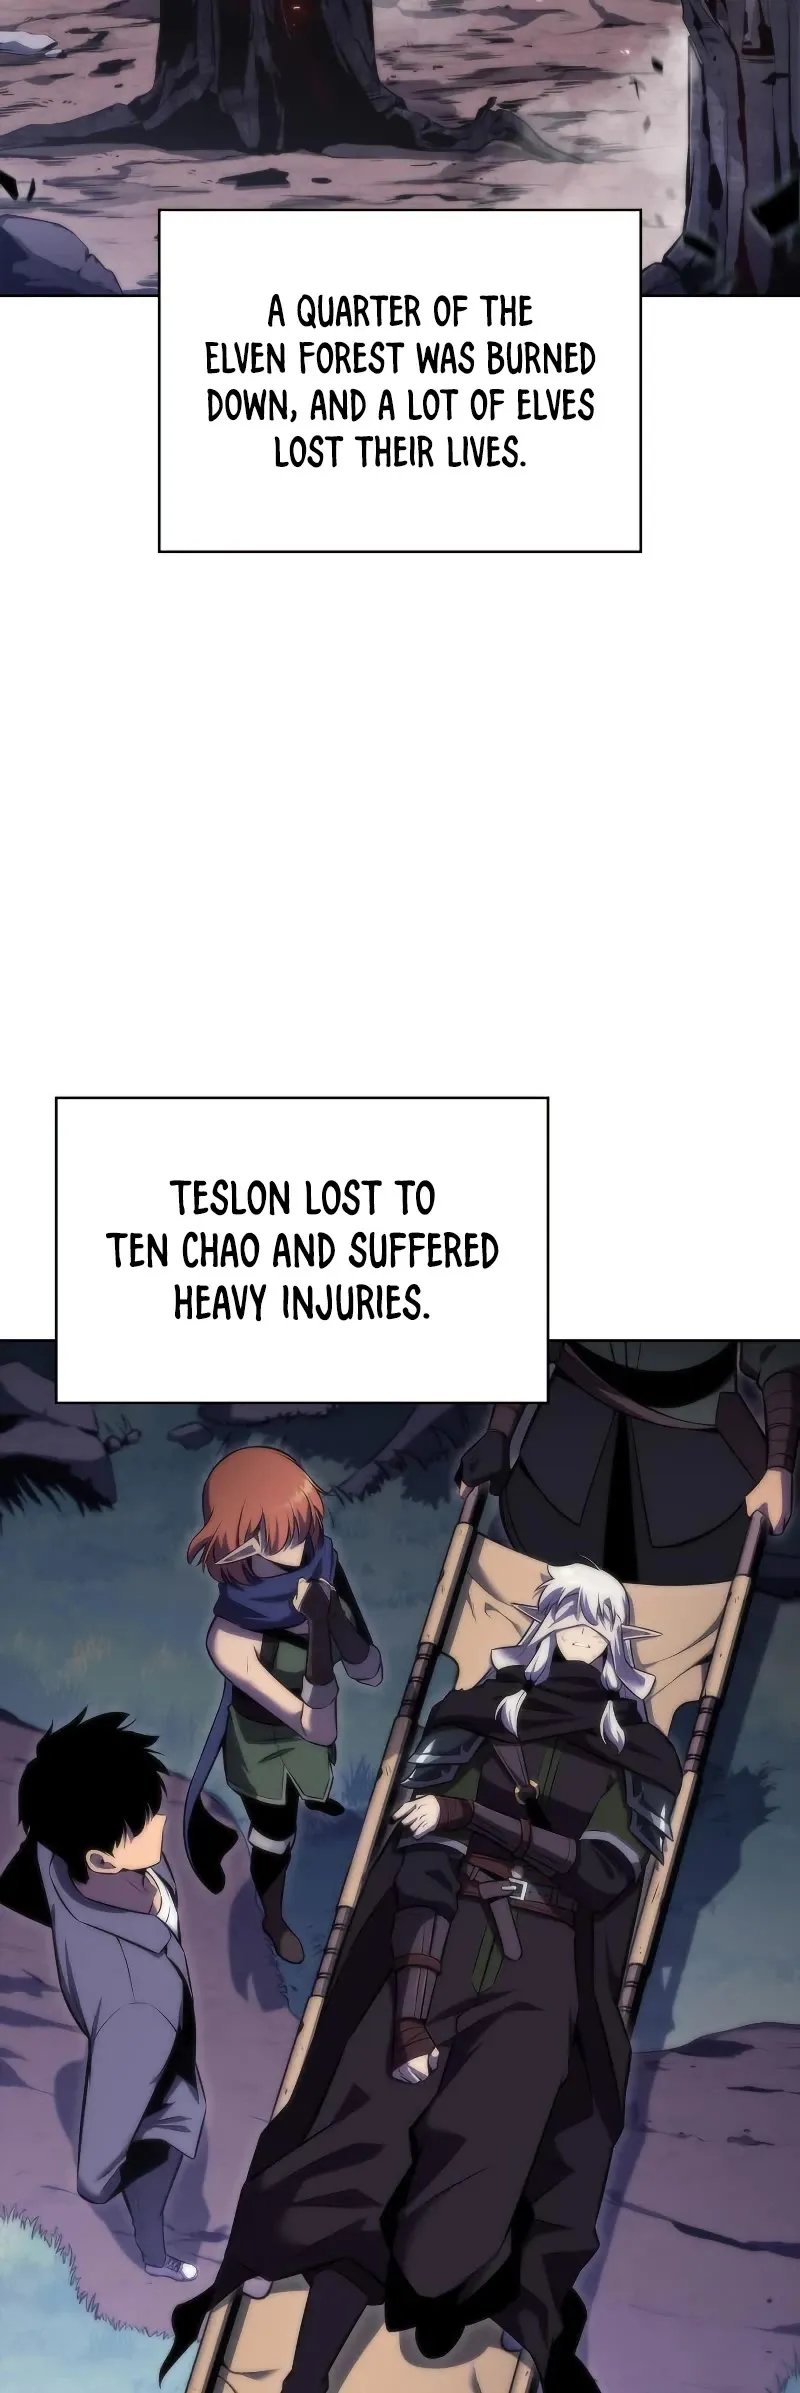 A QUARTER OF THE
ELVEN FOREST WAS BURNED
DOWN, AND A LOT OF ELVES
LOST THEIR LIVES.
TESLON LOST TO
TEN CHAO AND SUFFERED
HEAVY INJURIES.